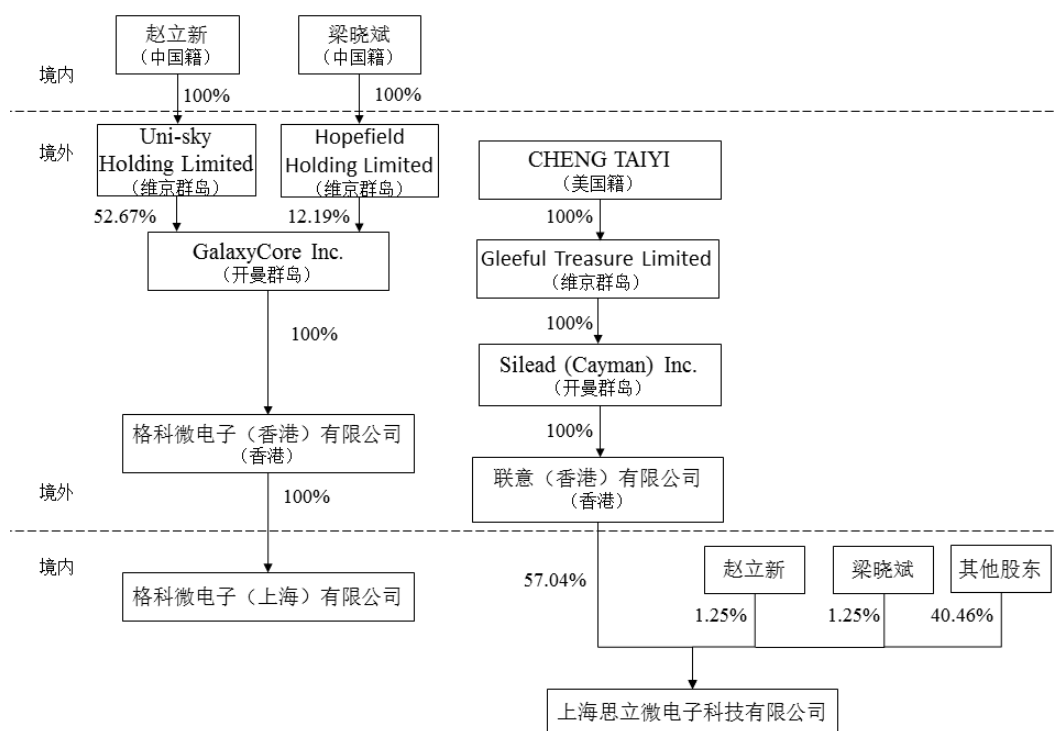 赵立新
（中国籍）
梁晓斌
（中国籍）
境内
100%
100%
境外
Uni-sky
Holding Limited
（维京群岛）
Hopefield
Holding Limited
（维京群岛）
CHENG TAIYI
（美国籍）
52.67%
12.19%
100%
GalaxyCore Inc.
（开曼群岛）
Gleeful Treasure Limited
（维京群岛）
100%
100%
Silead (Cayman) Inc.
（开曼群岛）
格科微电子（香港）有限公司
（香港）
100%
联意（香港）有限公司
（香港）
境外
100%
境内
57.04%
赵立新
梁晓斌
其他股东
格科微电子（上海）有限公司
1.25%
1.25%
40.46%
上海思立微电子科技有限公司